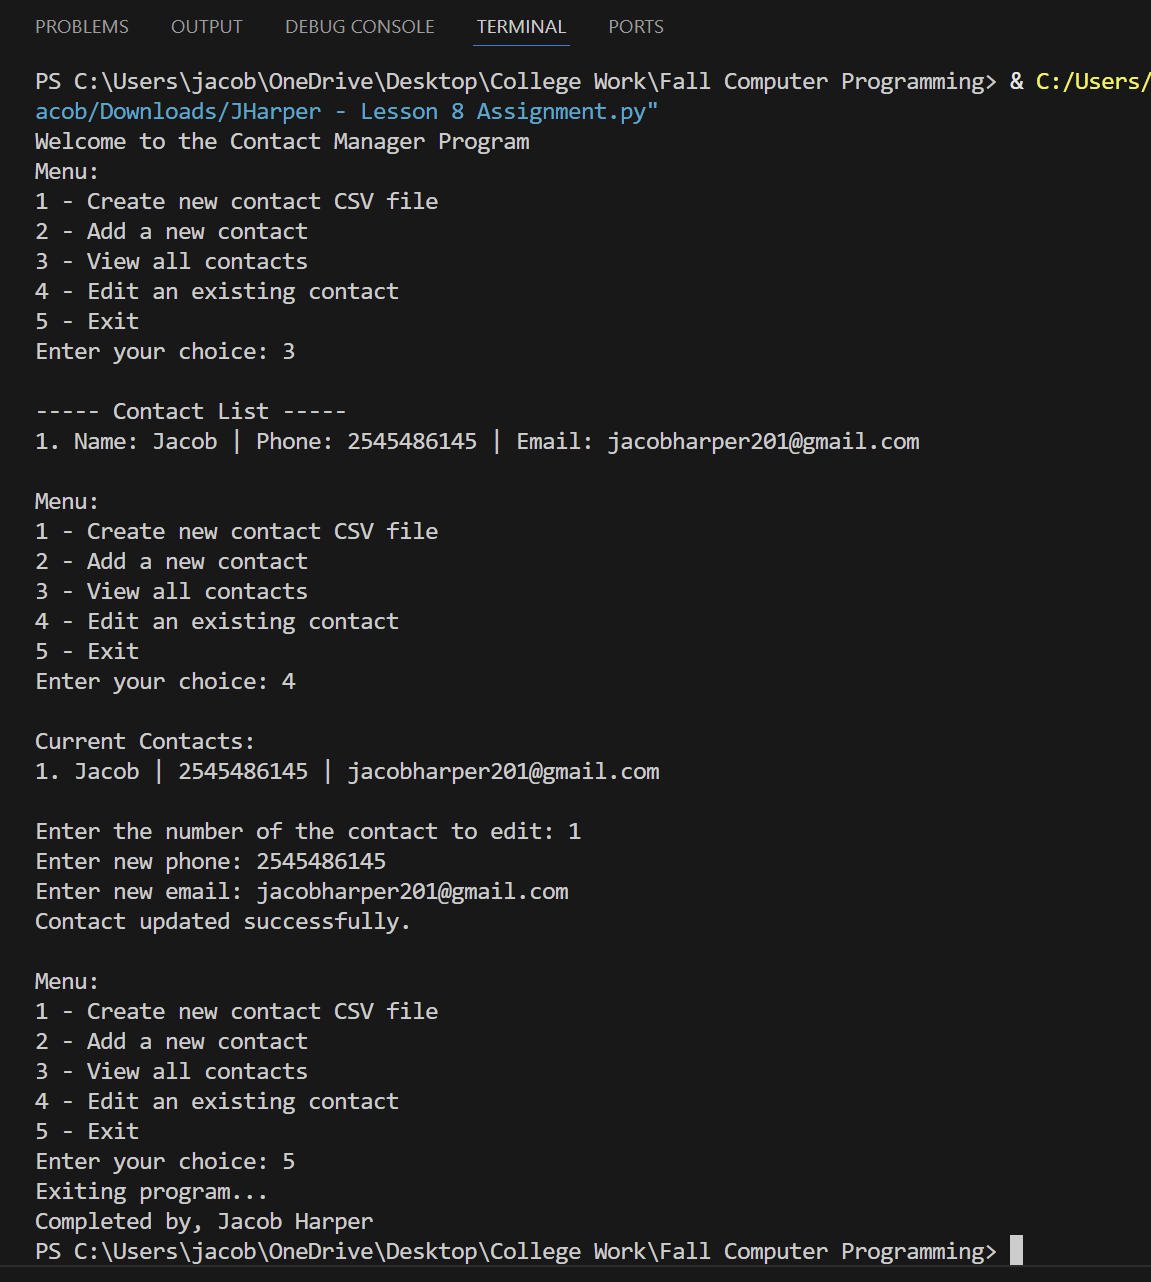 PROBLEMS OUTPUT DEBUG CONSOLE TERMINAL PORTS
PS C:\Users\jacob\OneDrive\Desktop\College Work\Fall Computer Programming> & C:/Users/
acob/Downloads/JHarper - Lesson 8 Assignment.py"
Welcome to the Contact Manager Program
Menu:
1 - Create new contact CSV file
2 - Add a new contact
3 - View all contacts
4 - Edit an existing contact
5 - Exit
Enter your choice: 3
----- Contact List -----
1. Name: Jacob | Phone: 2545486145 | Email: jacobharper201@gmail.com
Menu:
1 - Create new contact CSV file
2 - Add a new contact
3 - View all contacts
4 - Edit an existing contact
5 - Exit
Enter your choice: 4
Current Contacts:
1. Jacob | 2545486145 | jacobharper201@gmail.com
Enter the number of the contact to edit: 1
Enter new phone: 2545486145
Enter new email: jacobharper201@gmail.com
Contact updated successfully.
Menu:
1 - Create new contact CSV file
2 - Add a new contact
3 - View all contacts
4 - Edit an existing contact
5 - Exit
Enter your choice: 5
Exiting program...
Completed by, Jacob Harper
PS C:\Users\jacob\OneDrive\Desktop\College Work\Fall Computer Programming>